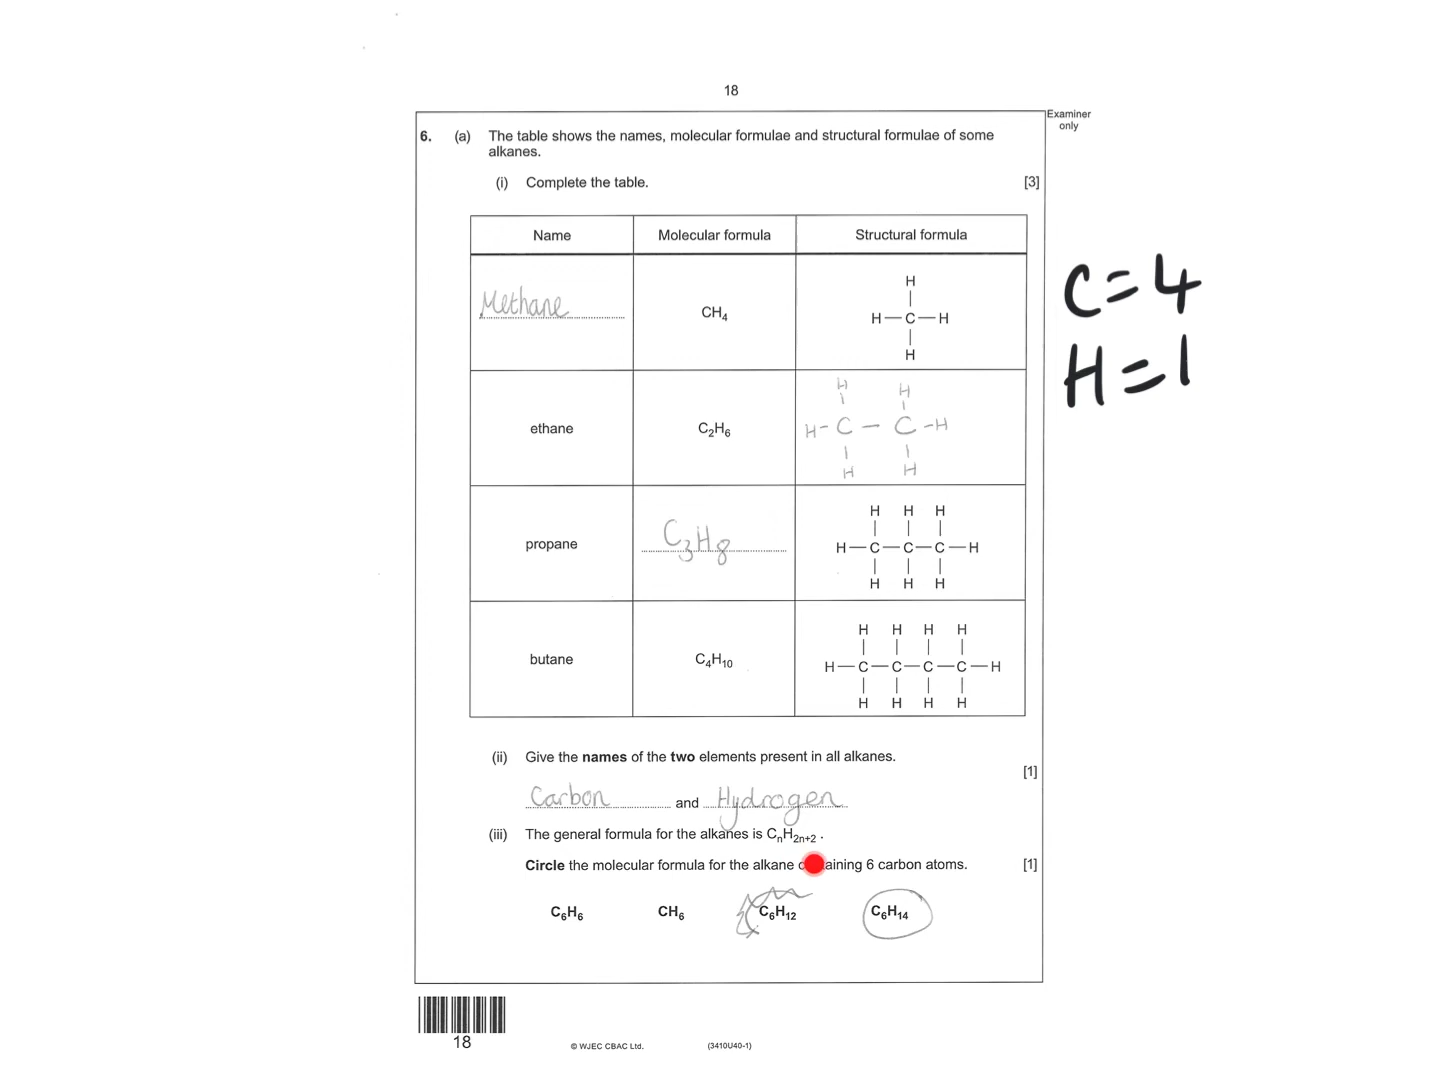 18
Examiner only
6. (a) The table shows the names, molecular formulae and structural formulae of some
alkanes.
(i) Complete the table. [3]
Name Molecular formula Structural formula
H
Methane CH₄ H—C—H
H
H H
ethane C₂H₆ H-C-C-H
H H
H H H
propane C₃H₈ H—C—C—C—H
H H H
H H H H
butane C₄H₁₀ H—C—C—C—C—H
H H H H
C=4
H=1
(ii) Give the names of the two elements present in all alkanes.
[1]
Carbon and Hydrogen
(iii) The general formula for the alkanes is CₙH₂ₙ₊₂ .
Circle the molecular formula for the alkane aining 6 carbon atoms. [1]
C₆H₆ CH₆ C₆H₁₂ C₆H₁₄
18
© WJEC CBAC Ltd. (3410U40-1)